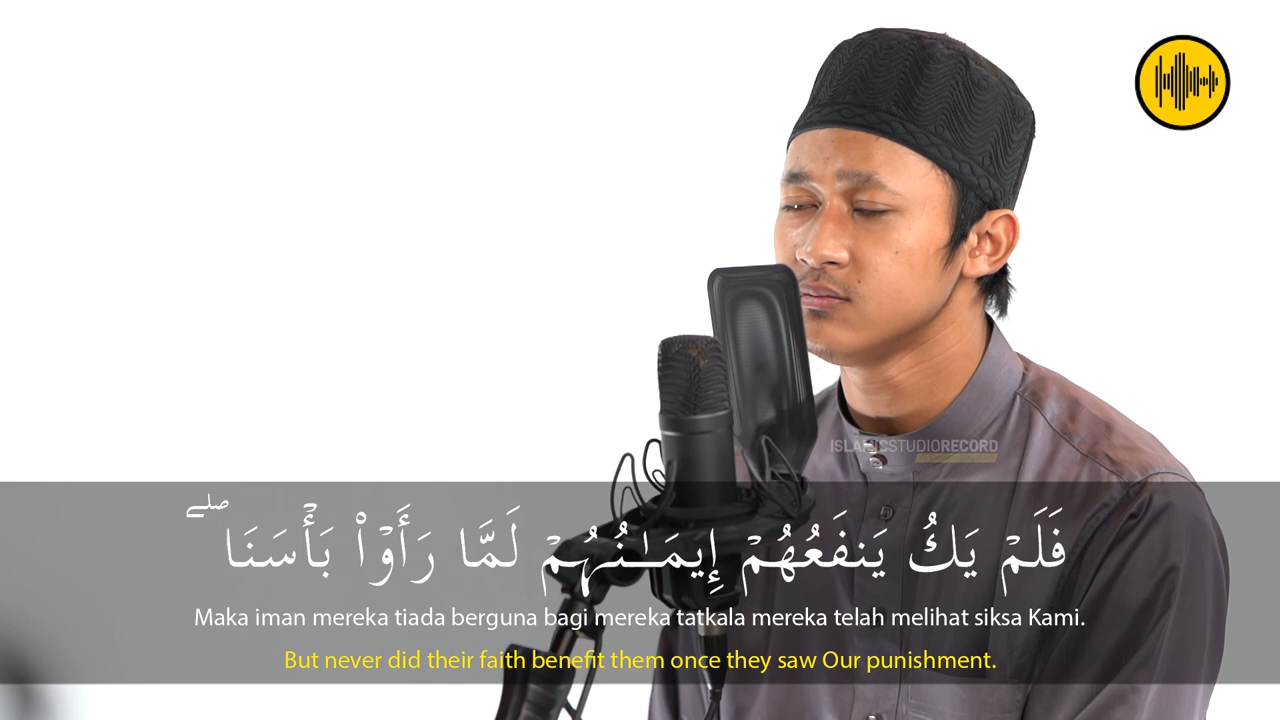 ISLAMICSTUDIORECORD
فَلَمْ يَكُ يَنفَعُهُمْ إِيمَـٰنُهُمْ لَمَّا رَأَوْا۟ بَأْسَنَا ۖ
Maka iman mereka tiada berguna bagi mereka tatkala mereka telah melihat siksa Kami.
But never did their faith benefit them once they saw Our punishment.